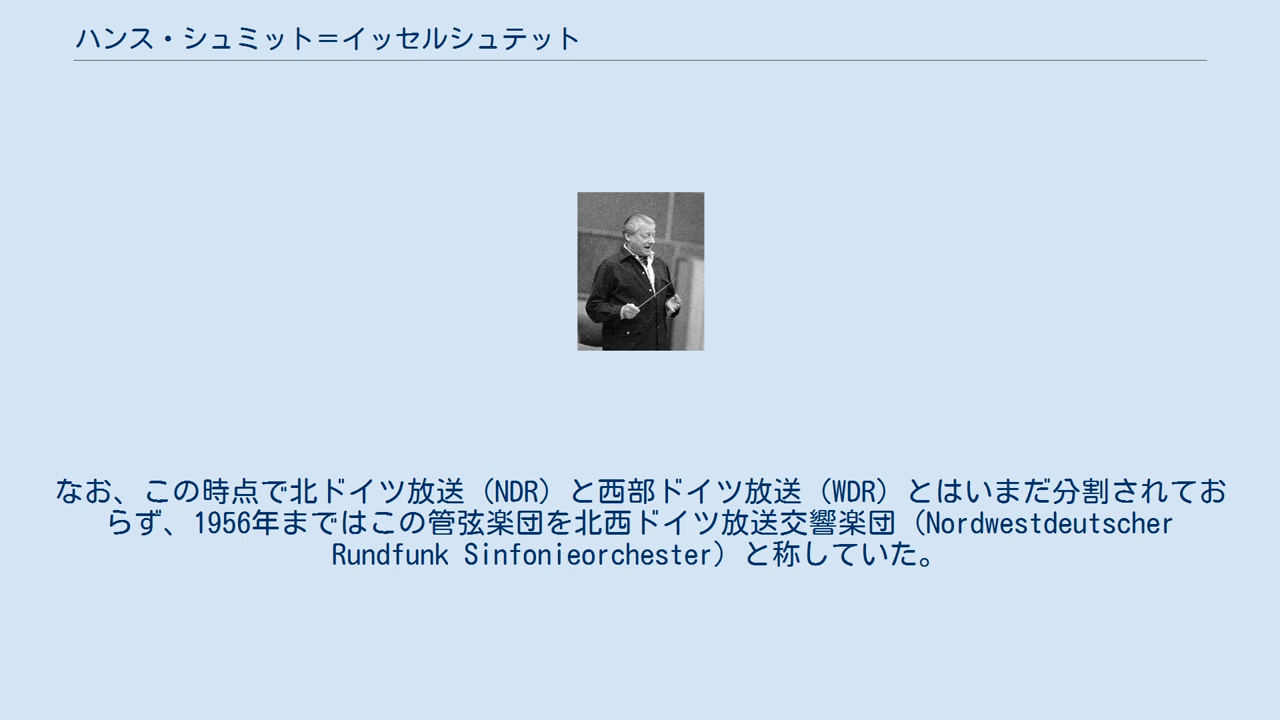 ハンス・シュミット＝イッセルシュテット
なお、この時点で北ドイツ放送（NDR）と西部ドイツ放送（WDR）とはいまだ分割されてお
らず、1956年まではこの管弦楽団を北西ドイツ放送交響楽団（Nordwestdeutscher
Rundfunk Sinfonieorchester）と称していた。